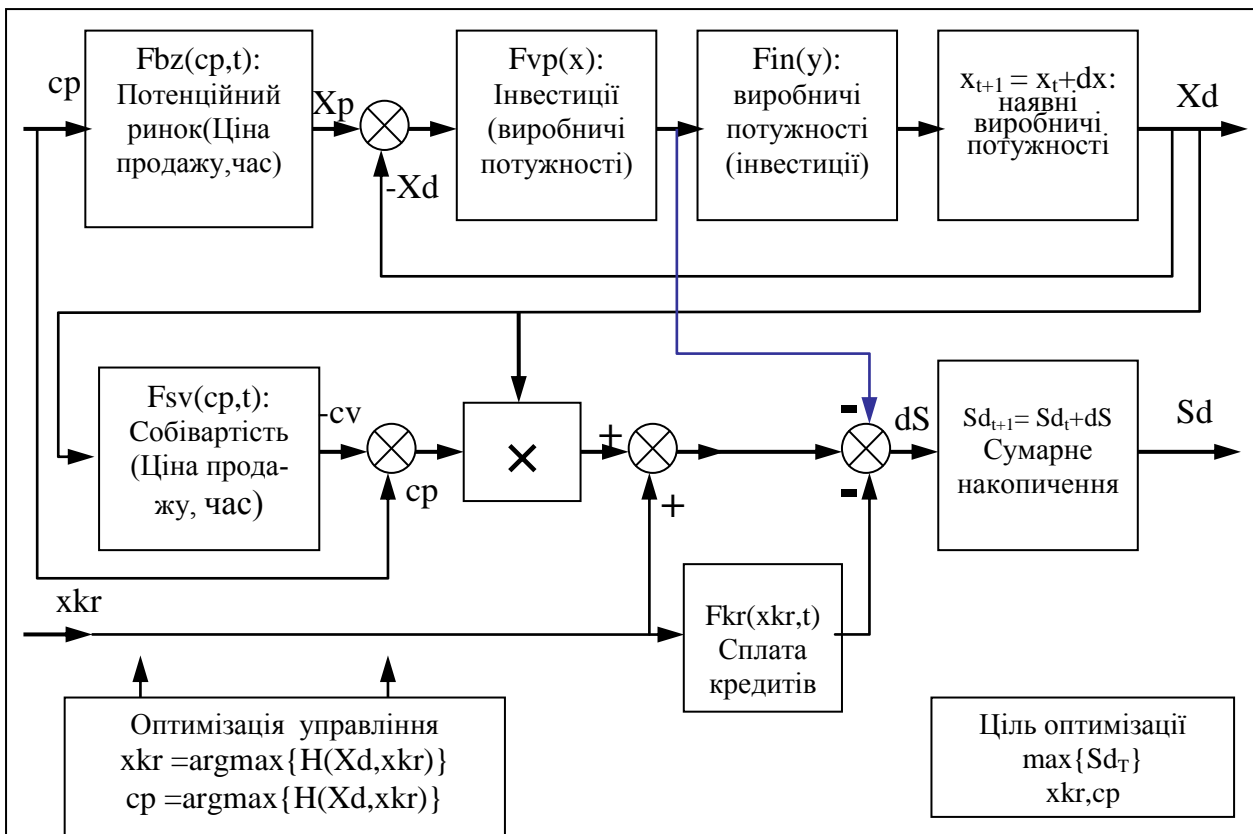 cp
Fbz(cp,t):
Потенційний
ринок(Ціна
продажу,час)
Xp
-Xd
Fvp(x):
Інвестиції
(виробничі
потужності)
Fin(y):
виробничі
потужності
(інвестиції)
xt+1 = xt+dx:
наявні
виробничі
потужності
Xd
Fsv(cp,t):
Собівартість
(Ціна прода-
жу, час)
-cv
cp
×
+
+
-
-
dS
Sdt+1= Sdt+dS
Сумарне
накопичення
Sd
xkr
Fkr(xkr,t)
Сплата
кредитів
Оптимізація управління
xkr =argmax{H(Xd,xkr)}
cp =argmax{H(Xd,xkr)}
Ціль оптимізації
max{SdT}
xkr,cp